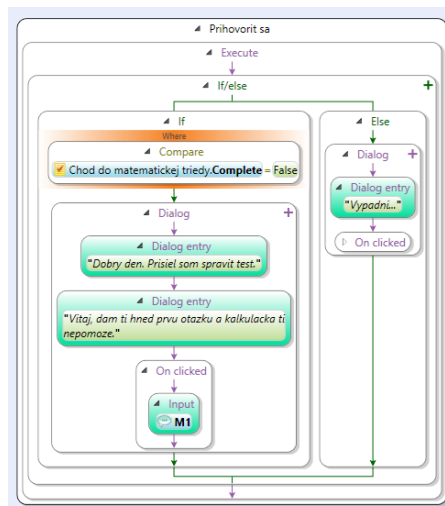 Prihovorit sa
Execute
If/else
If
Where
Compare
Chod do matematickej triedy.Complete = False
Dialog
Dialog entry
"Dobry den. Prisiel som spravit test."
Dialog entry
"Vitaj, dam ti hned prvu otazku a kalkulacka ti
nepomoze."
On clicked
Input
M1
Else
Dialog
Dialog entry
"Vypadni..."
On clicked